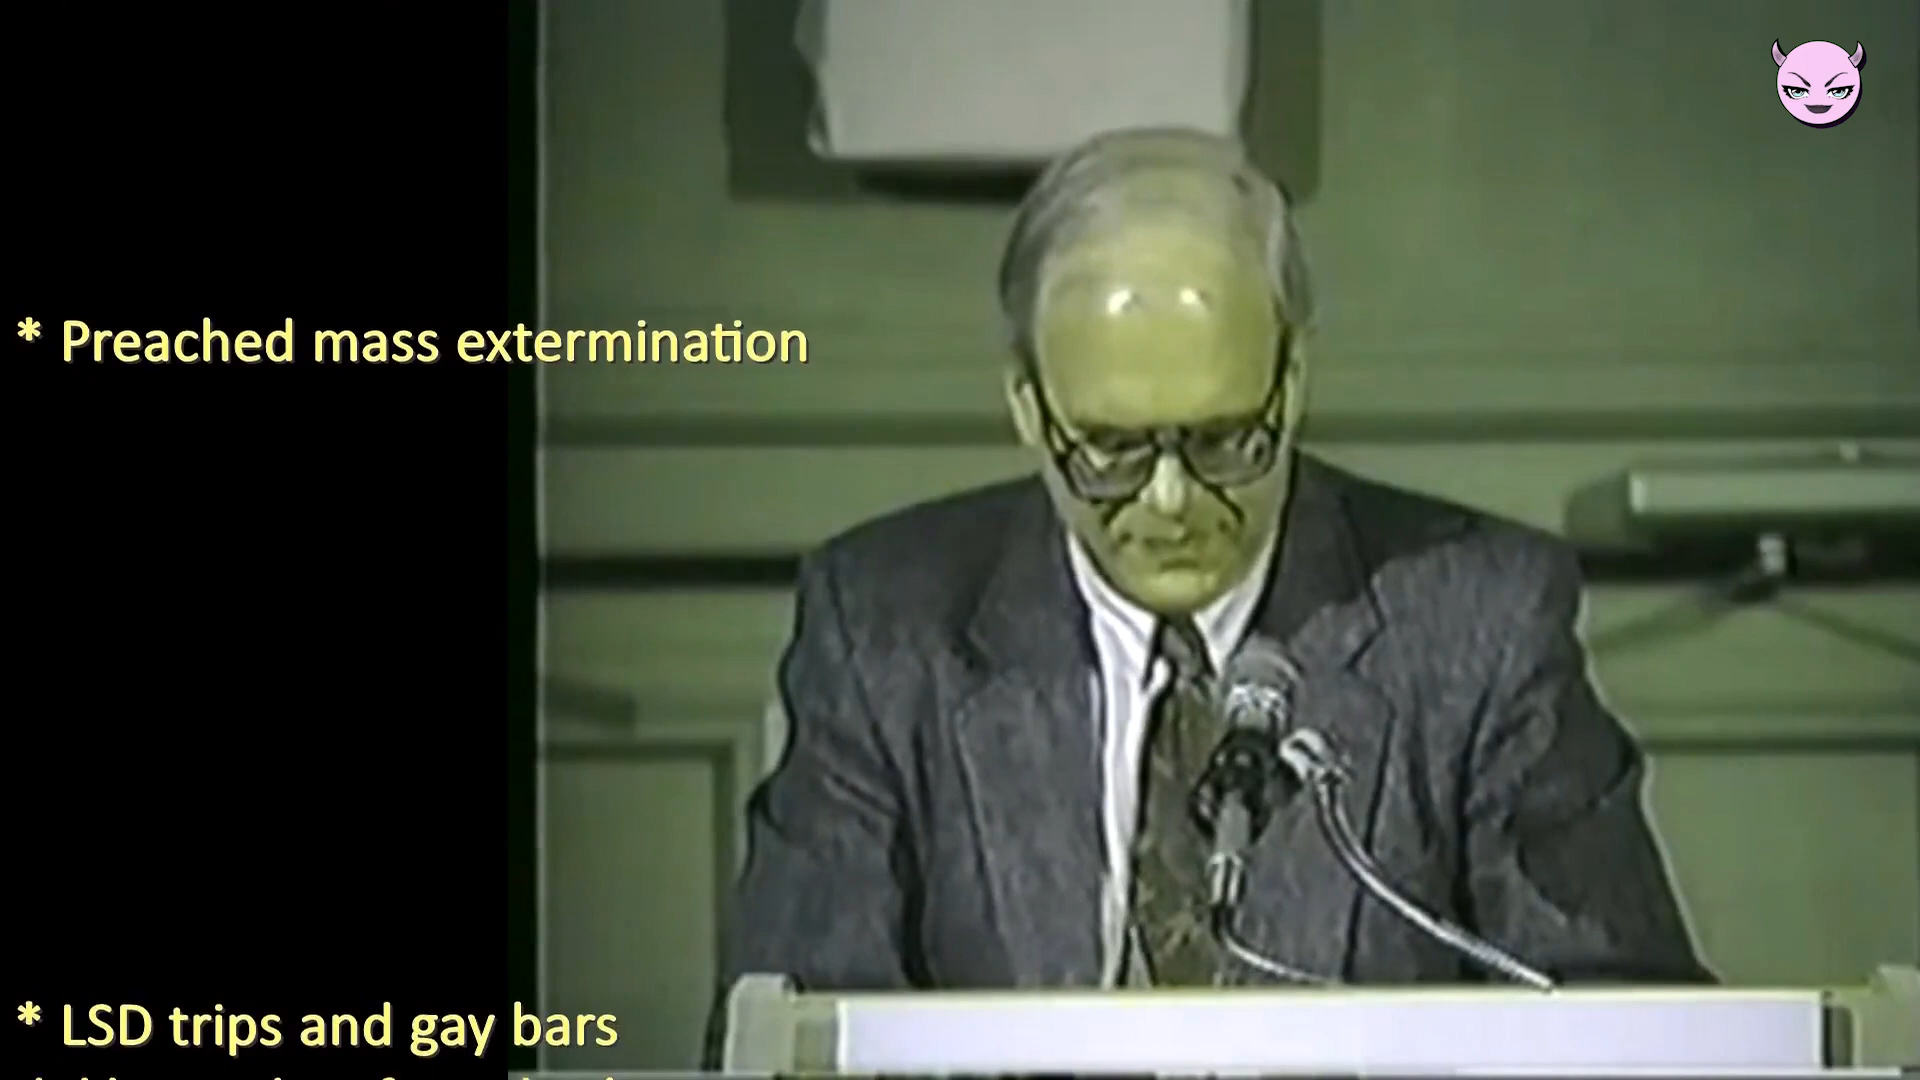 * Preached mass extermination
* LSD trips and gay bars